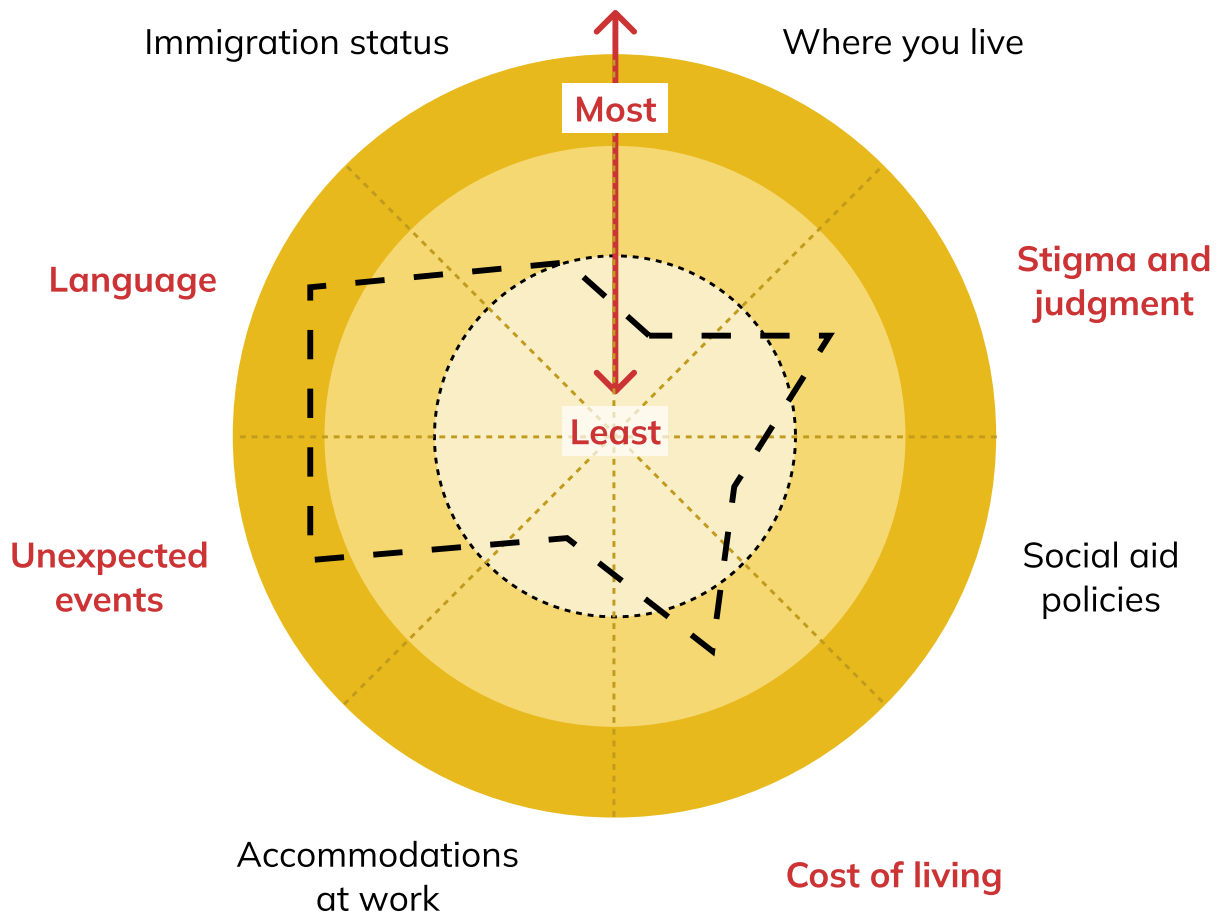 Immigration status
Where you live
Most
Stigma and
judgment
Language
Least
Unexpected
events
Social aid
policies
Accommodations
at work
Cost of living